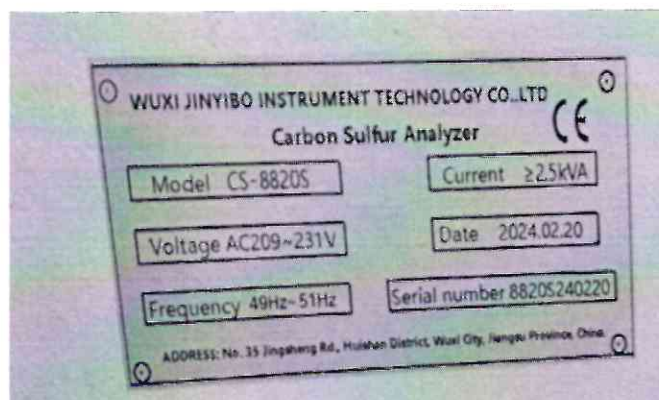 WUXI JINYIBO INSTRUMENT TECHNOLOGY CO.,LTD
CE
Carbon Sulfur Analyzer
Model CS-8820S
Current ≥2.5kVA
Voltage AC209~231V
Date 2024.02.20
Frequency 49Hz~51Hz
Serial number 8820S240220
ADDRESS: No. 35 Jingsheng Rd., Huishan District, Wuxi City, Jiangsu Province, China.